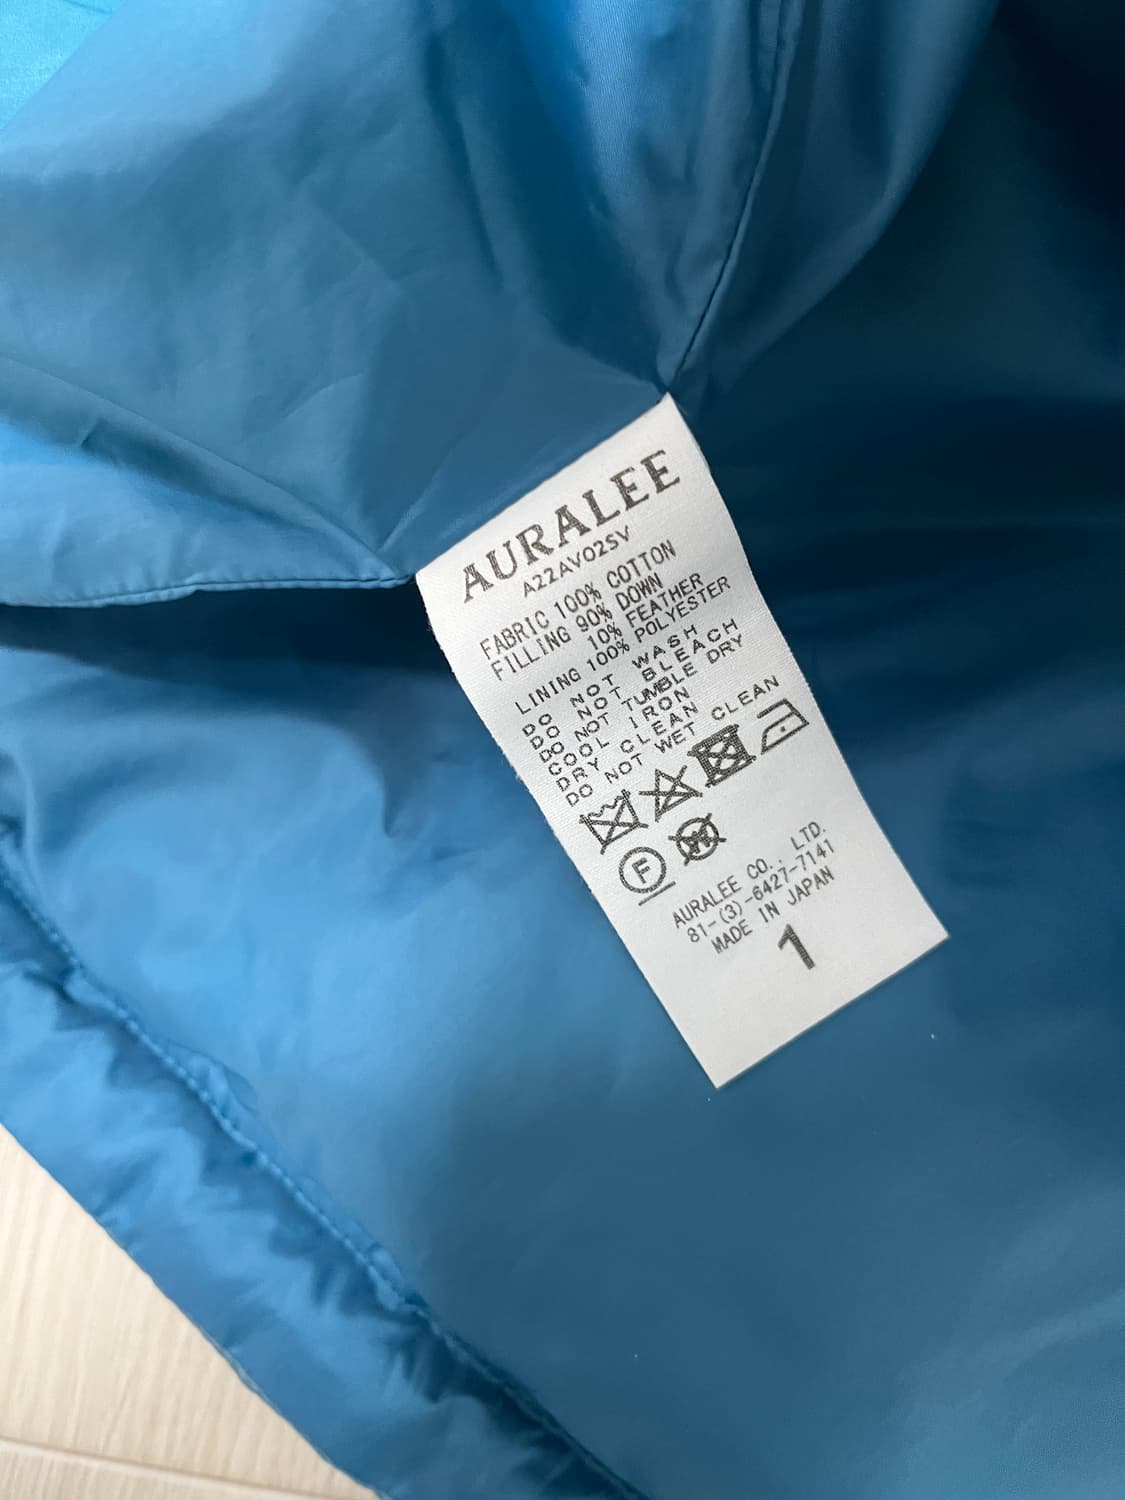 AURALEE
A22AV02SV
FABRIC 100% COTTON
FILLING 90% DOWN
10% FEATHER
LINING 100% POLYESTER
DO NOT WASH
DO NOT BLEACH
DO NOT TUMBLE DRY
COOL IRON
DRY CLEAN
DO NOT WET CLEAN
F
W
AURALEE CO., LTD.
81-(3)-6427-7141
MADE IN JAPAN
1